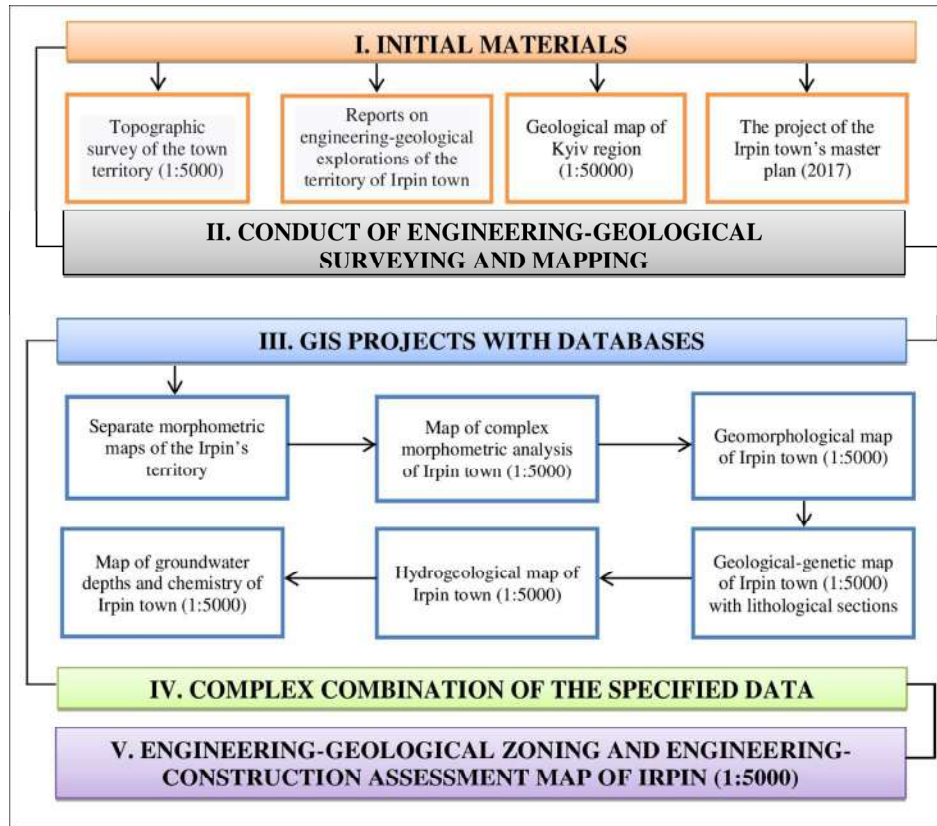 I. INITIAL MATERIALS
Topographic
survey of the town
territory (1:5000)
Reports on
engineering-geological
explorations of the
territory of Irpin town
Geological map of
Kyiv region
(1:50000)
The project of the
Irpin town’s master
plan (2017)
II. CONDUCT OF ENGINEERING-GEOLOGICAL
SURVEYING AND MAPPING
III. GIS PROJECTS WITH DATABASES
Separate morphometric
maps of the Irpin’s
territory
Map of complex
morphometric analysis
of Irpin town (1:5000)
Geomorphological map
of Irpin town (1:5000)
Map of groundwater
depths and chemistry of
Irpin town (1:5000)
Hydrogeological map of
Irpin town (1:5000)
Geological-genetic map
of Irpin town (1:5000)
with lithological sections
IV. COMPLEX COMBINATION OF THE SPECIFIED DATA
V. ENGINEERING-GEOLOGICAL ZONING AND ENGINEERING-
CONSTRUCTION ASSESSMENT MAP OF IRPIN (1:5000)